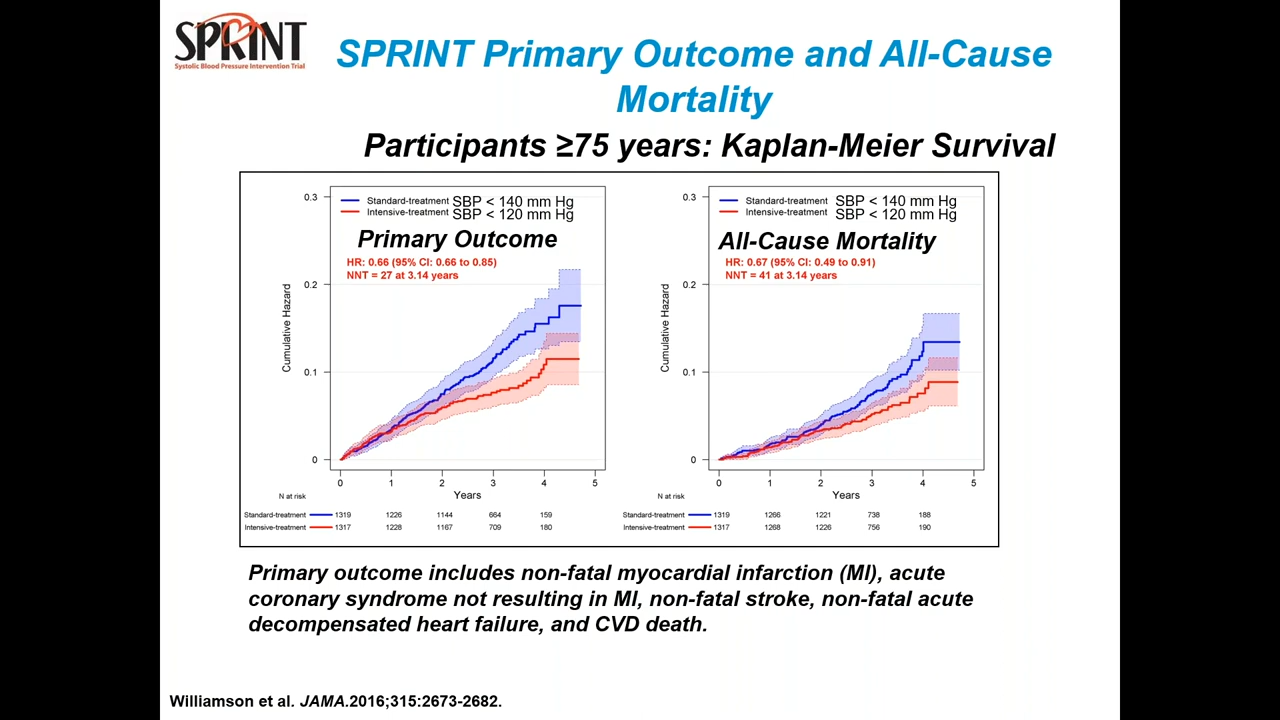 SPRINT
Systolic Blood Pressure Intervention Trial
SPRINT Primary Outcome and All-Cause
Mortality
Participants ≥75 years: Kaplan-Meier Survival
Standard-treatment SBP < 140 mm Hg
Intensive-treatment SBP < 120 mm Hg
Primary Outcome
HR: 0.66 (95% CI: 0.66 to 0.85)
NNT = 27 at 3.14 years
Cumulative Hazard
0.3
0.2
0.1
0
0 1 2 3 4 5
Years
N at risk
Standard-treatment 1319 1226 1144 664 159
Intensive-treatment 1317 1228 1167 709 180
Standard-treatment SBP < 140 mm Hg
Intensive-treatment SBP < 120 mm Hg
All-Cause Mortality
HR: 0.67 (95% CI: 0.49 to 0.91)
NNT = 41 at 3.14 years
Cumulative Hazard
0.3
0.2
0.1
0
0 1 2 3 4 5
Years
N at risk
Standard-treatment 1319 1266 1221 738 188
Intensive-treatment 1317 1268 1226 756 190
Primary outcome includes non-fatal myocardial infarction (MI), acute
coronary syndrome not resulting in MI, non-fatal stroke, non-fatal acute
decompensated heart failure, and CVD death.
Williamson et al. JAMA.2016;315:2673-2682.